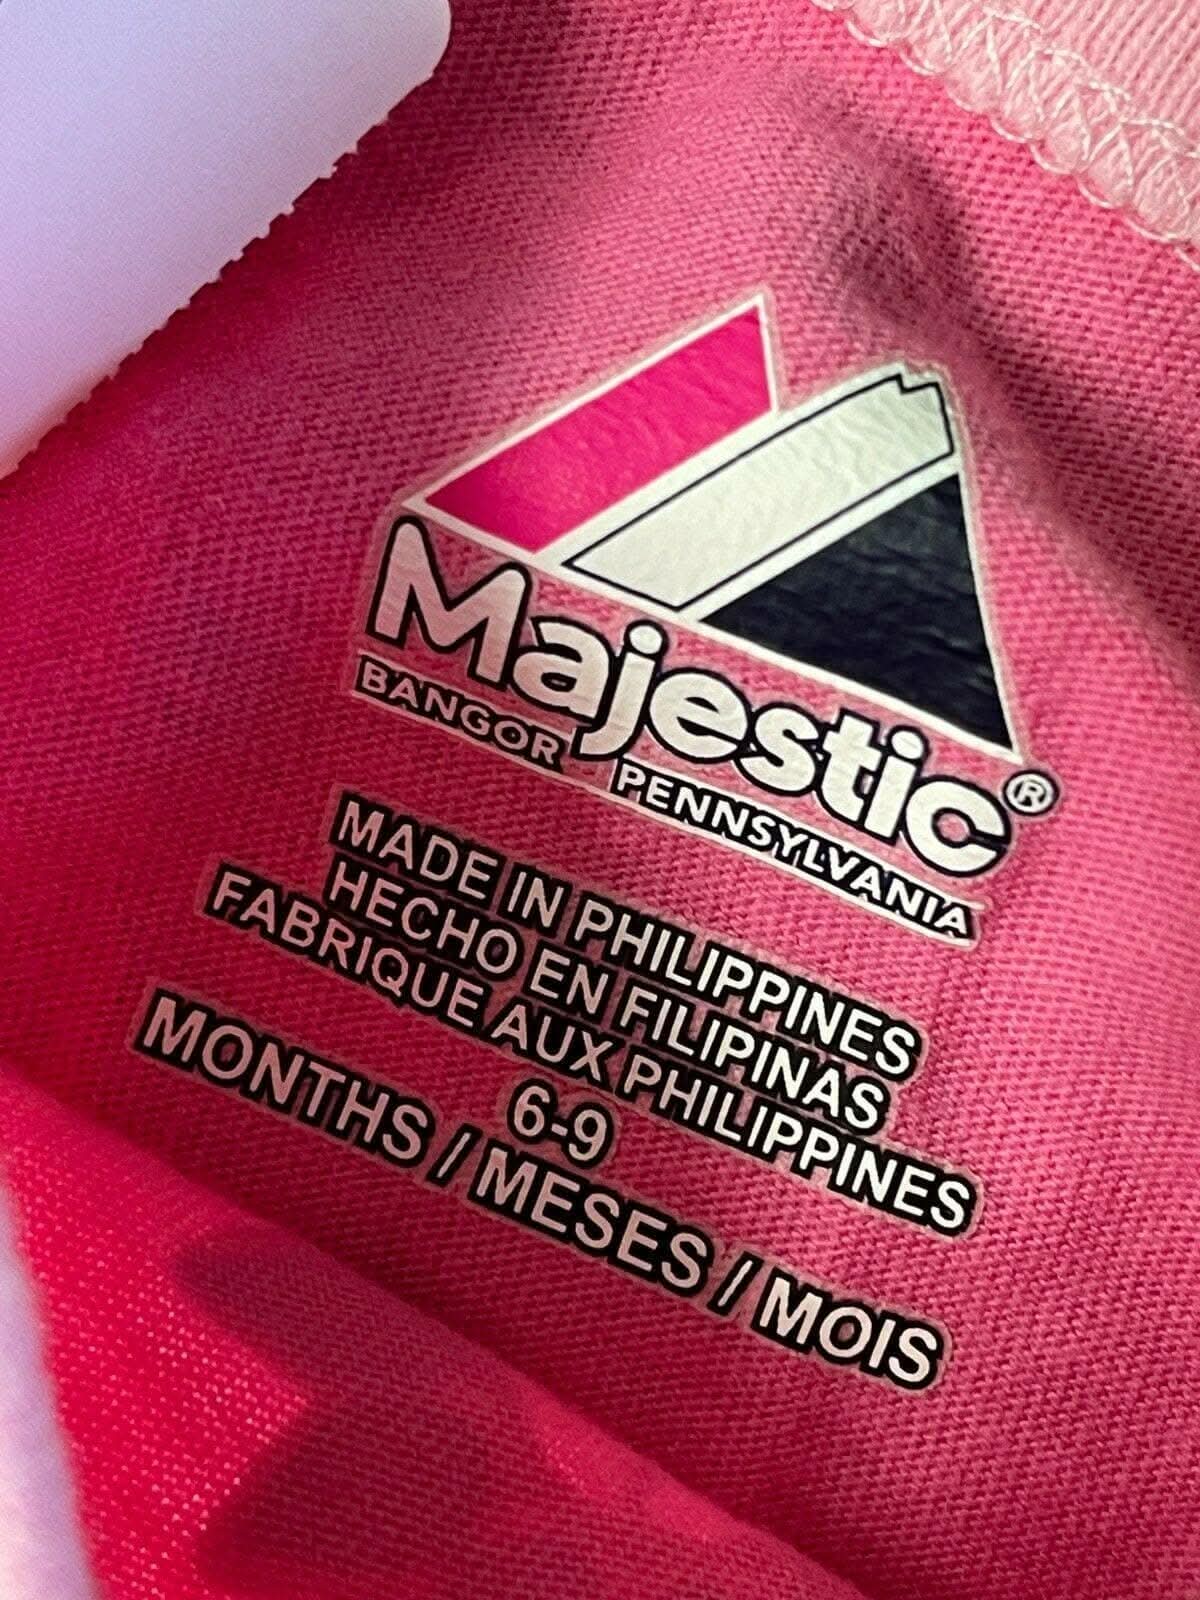 Majestic®
BANGOR PENNSYLVANIA
MADE IN PHILIPPINES
HECHO EN FILIPINAS
FABRIQUE AUX PHILIPPINES
6-9
MONTHS / MESES / MOIS